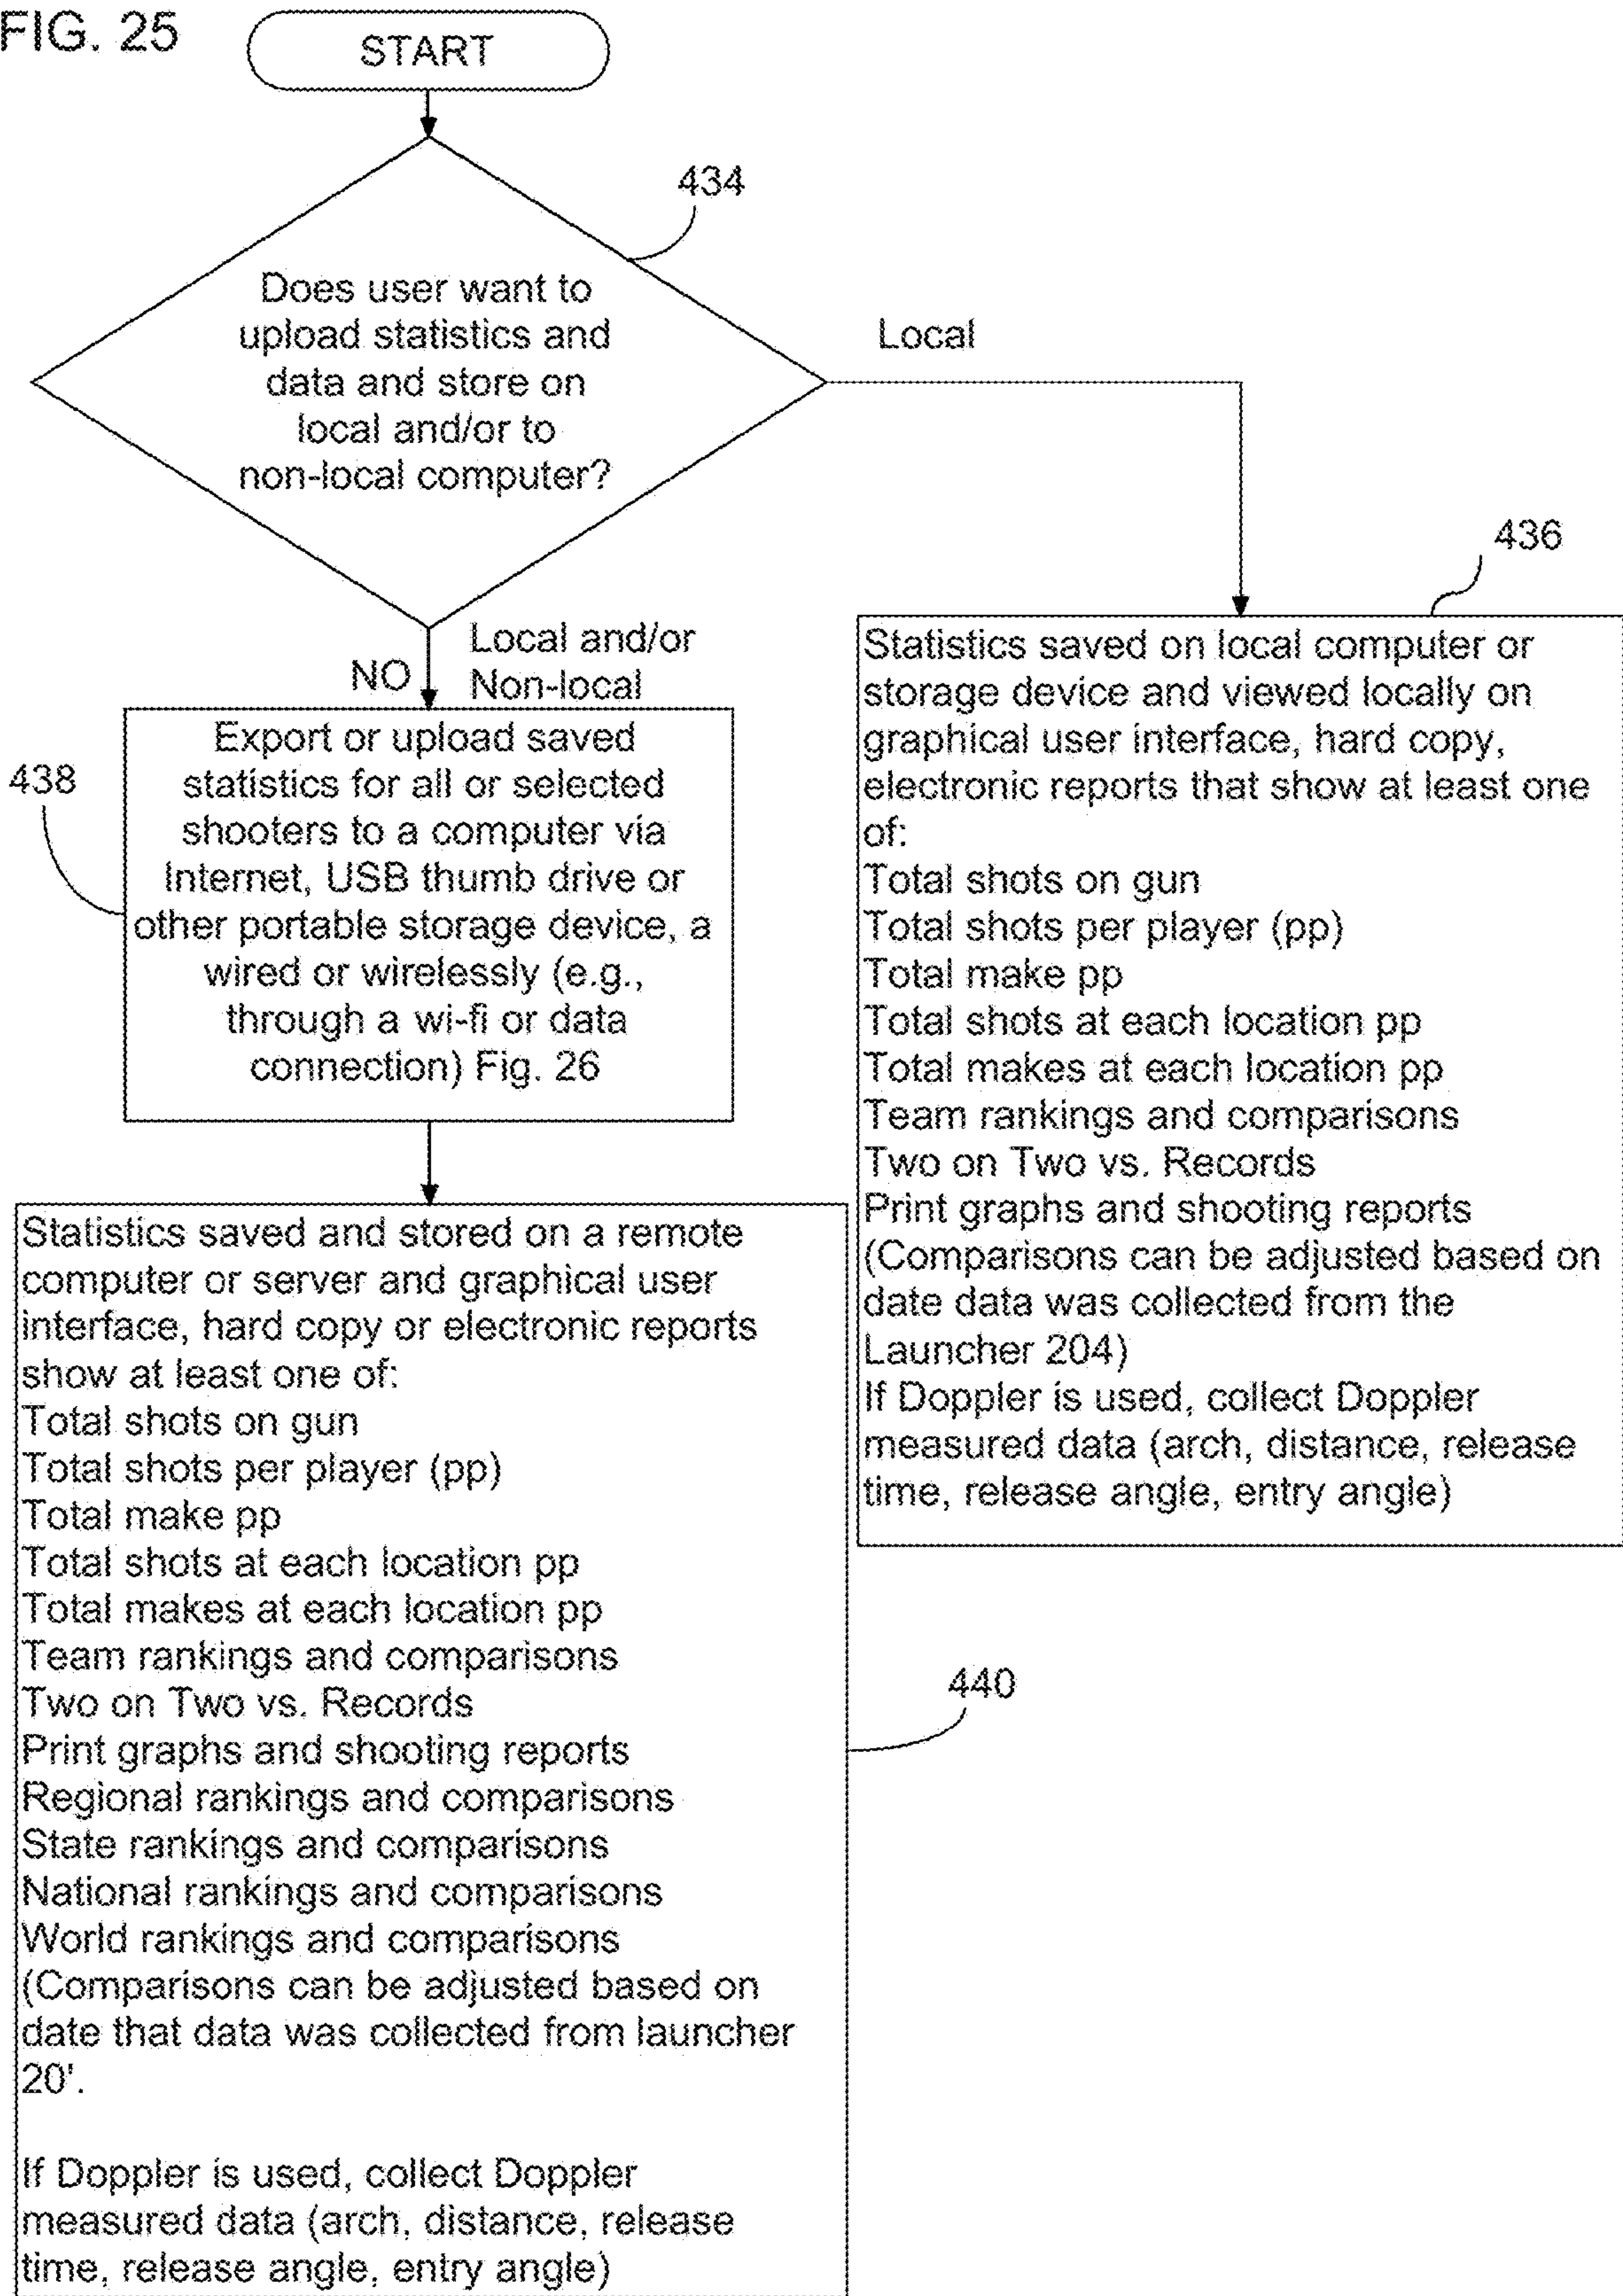 FIG. 25
START
434
Does user want to
upload statistics and
data and store on
local and/or to
non-local computer?
Local
NO
Local and/or
Non-local
436
Statistics saved on local computer or
storage device and viewed locally on
graphical user interface, hard copy,
electronic reports that show at least one
of:
Total shots on gun
Total shots per player (pp)
Total make pp
Total shots at each location pp
Total makes at each location pp
Team rankings and comparisons
Two on Two vs. Records
Print graphs and shooting reports
(Comparisons can be adjusted based on
date data was collected from the
Launcher 204)
If Doppler is used, collect Doppler
measured data (arch, distance, release
time, release angle, entry angle)
438
Export or upload saved
statistics for all or selected
shooters to a computer via
Internet, USB thumb drive or
other portable storage device, a
wired or wirelessly (e.g.,
through a wi-fi or data
connection) Fig. 26
Statistics saved and stored on a remote
computer or server and graphical user
interface, hard copy or electronic reports
show at least one of:
Total shots on gun
Total shots per player (pp)
Total make pp
Total shots at each location pp
Total makes at each location pp
Team rankings and comparisons
Two on Two vs. Records
Print graphs and shooting reports
Regional rankings and comparisons
State rankings and comparisons
National rankings and comparisons
World rankings and comparisons
(Comparisons can be adjusted based on
date that data was collected from launcher
20'.
If Doppler is used, collect Doppler
measured data (arch, distance, release
time, release angle, entry angle)
440